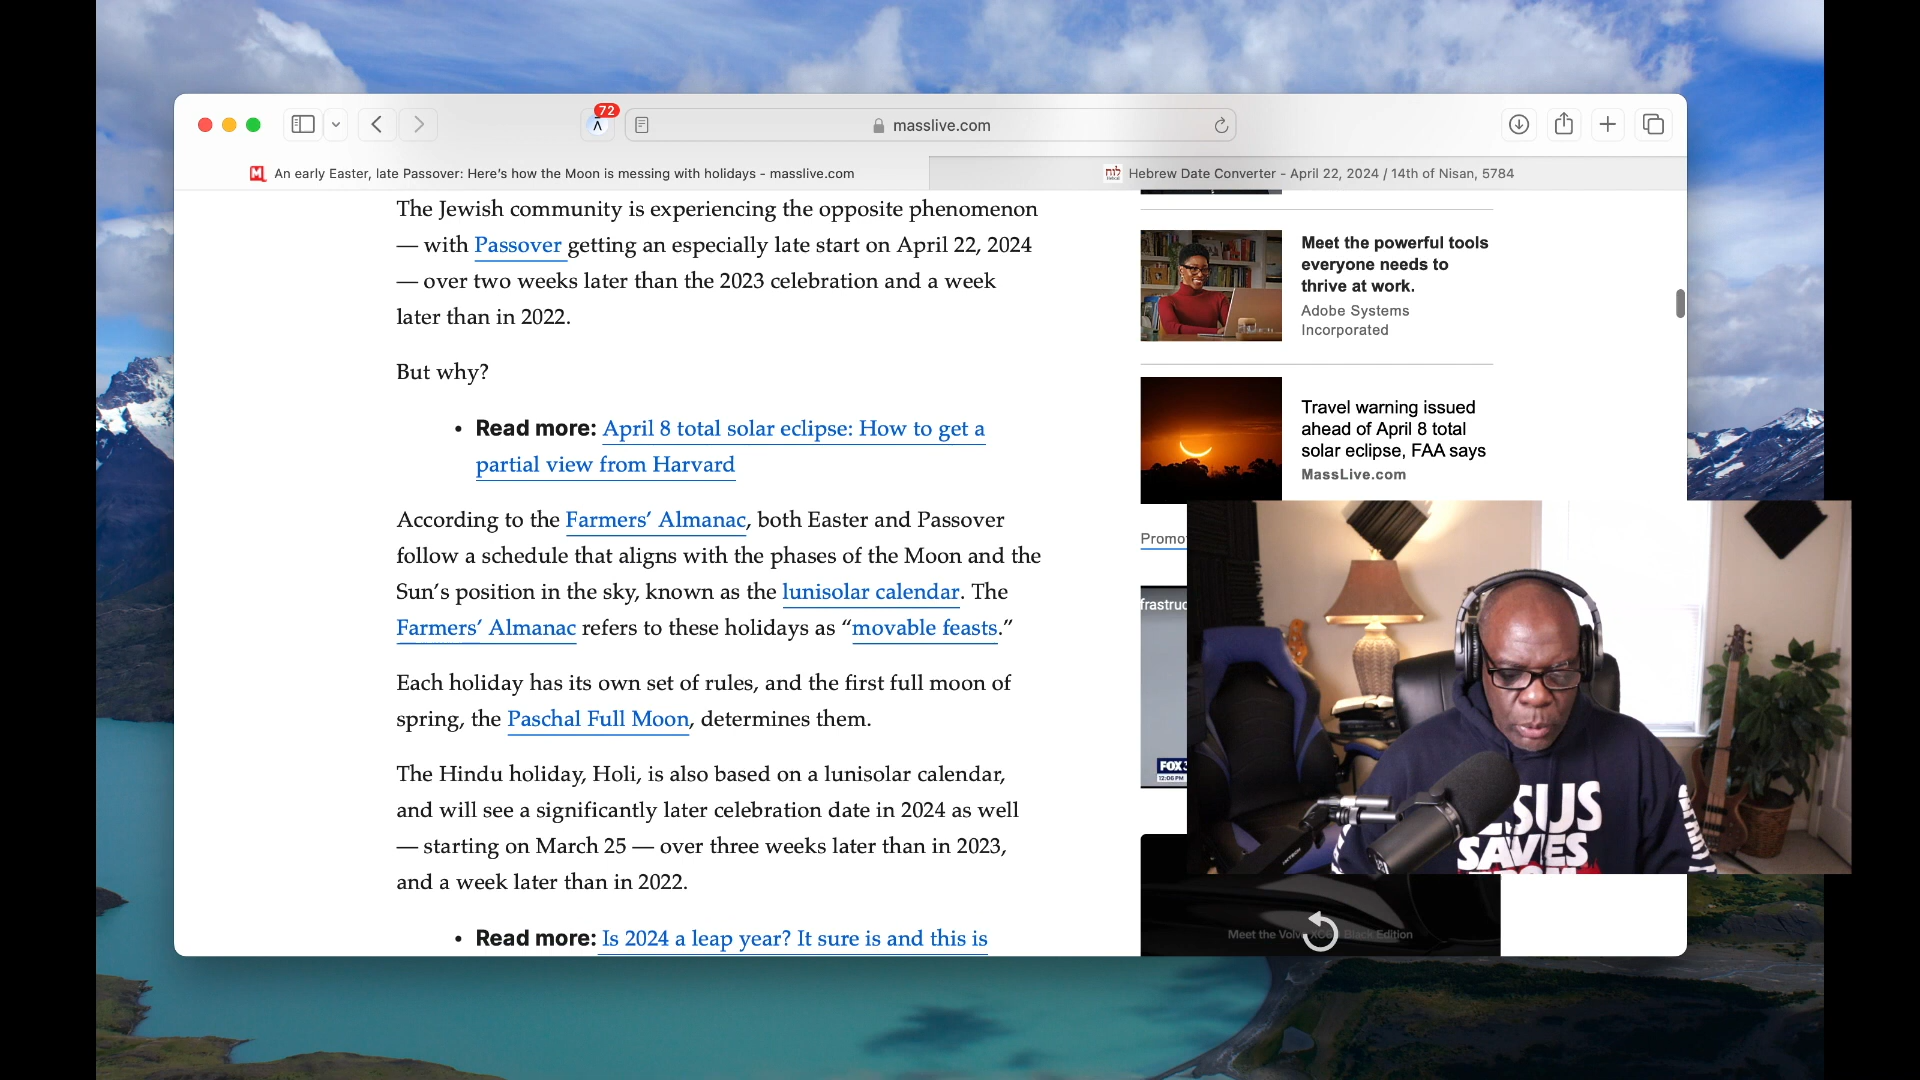 72
masslive.com
An early Easter, late Passover: Here's how the Moon is messing with holidays - masslive.com
Hebrew Date Converter - April 22, 2024 / 14th of Nisan, 5784
The Jewish community is experiencing the opposite phenomenon
— with Passover getting an especially late start on April 22, 2024
— over two weeks later than the 2023 celebration and a week
later than in 2022.
But why?
• Read more: April 8 total solar eclipse: How to get a
partial view from Harvard
According to the Farmers’ Almanac, both Easter and Passover
follow a schedule that aligns with the phases of the Moon and the
Sun’s position in the sky, known as the lunisolar calendar. The
Farmers’ Almanac refers to these holidays as “movable feasts.”
Each holiday has its own set of rules, and the first full moon of
spring, the Paschal Full Moon, determines them.
The Hindu holiday, Holi, is also based on a lunisolar calendar,
and will see a significantly later celebration date in 2024 as well
— starting on March 25 — over three weeks later than in 2023,
and a week later than in 2022.
• Read more: Is 2024 a leap year? It sure is and this is
Meet the powerful tools
everyone needs to
thrive at work.
Adobe Systems
Incorporated
Travel warning issued
ahead of April 8 total
solar eclipse, FAA says
MassLive.com
Promo
frastruc
FOX
12:06 PM
SAVES
Meet the Volvo XC60 Black Edition